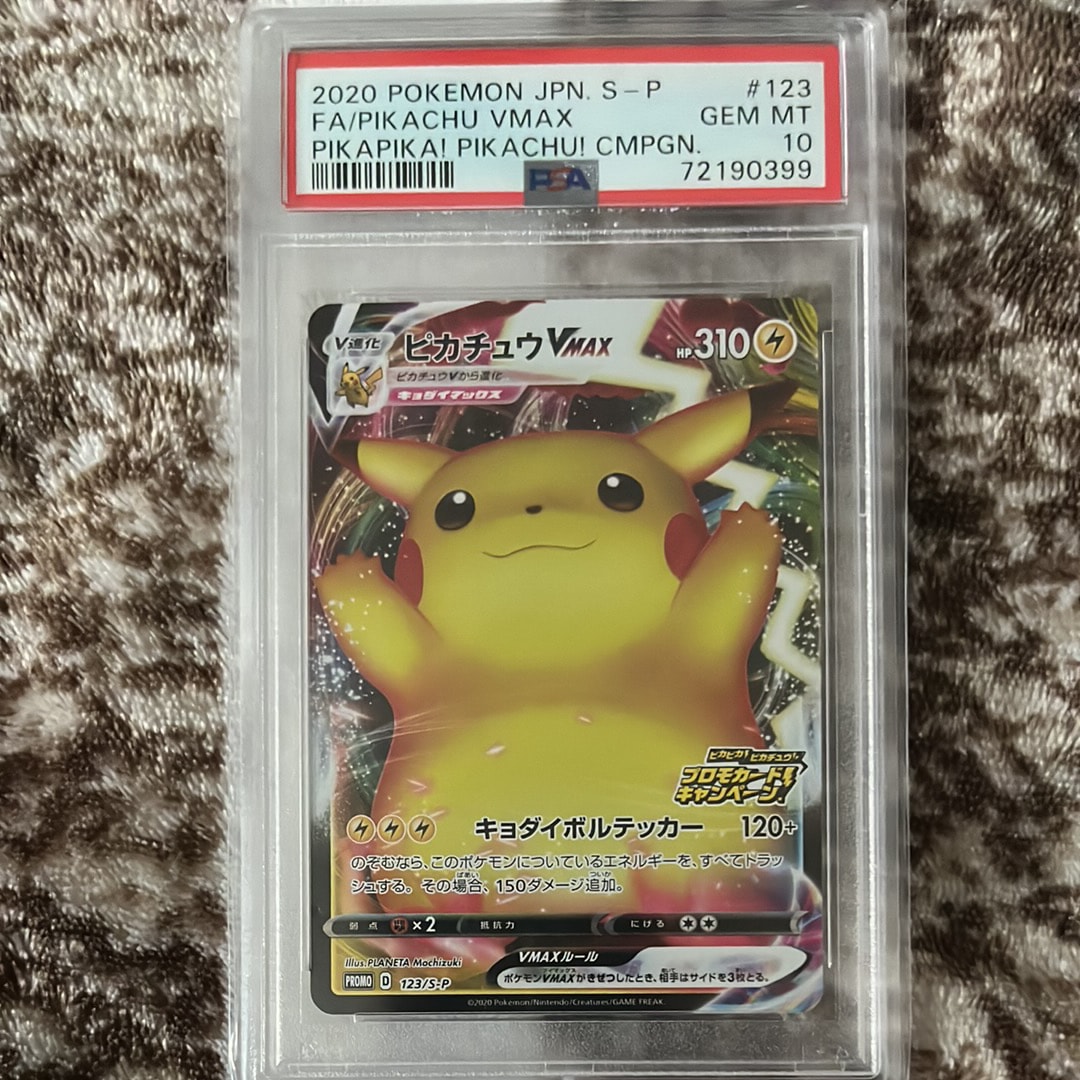 2020 POKEMON JPN. S-P #123
FA/PIKACHU VMAX GEM MT
PIKAPIKA! PIKACHU! CMPGN. 10
PSA 72190399
V進化 ピカチュウVMAX HP310
ピカチュウVから進化
キョダイマックス
ピカピカ! ピカチュウ!
プロモカード
キャンペーン!
キョダイボルテッカー 120+
のぞむなら、このポケモンについているエネルギーを、すべてトラッ
シュする。その場合、150ダメージ追加。
弱点 ×2 抵抗力 にげる
Illus. PLANETA Mochizuki
VMAXルール
ポケモンVMAXがきぜつしたとき、相手はサイドを3枚とる。
PROMO D 123/S-P
©2020 Pokémon/Nintendo/Creatures/GAME FREAK.